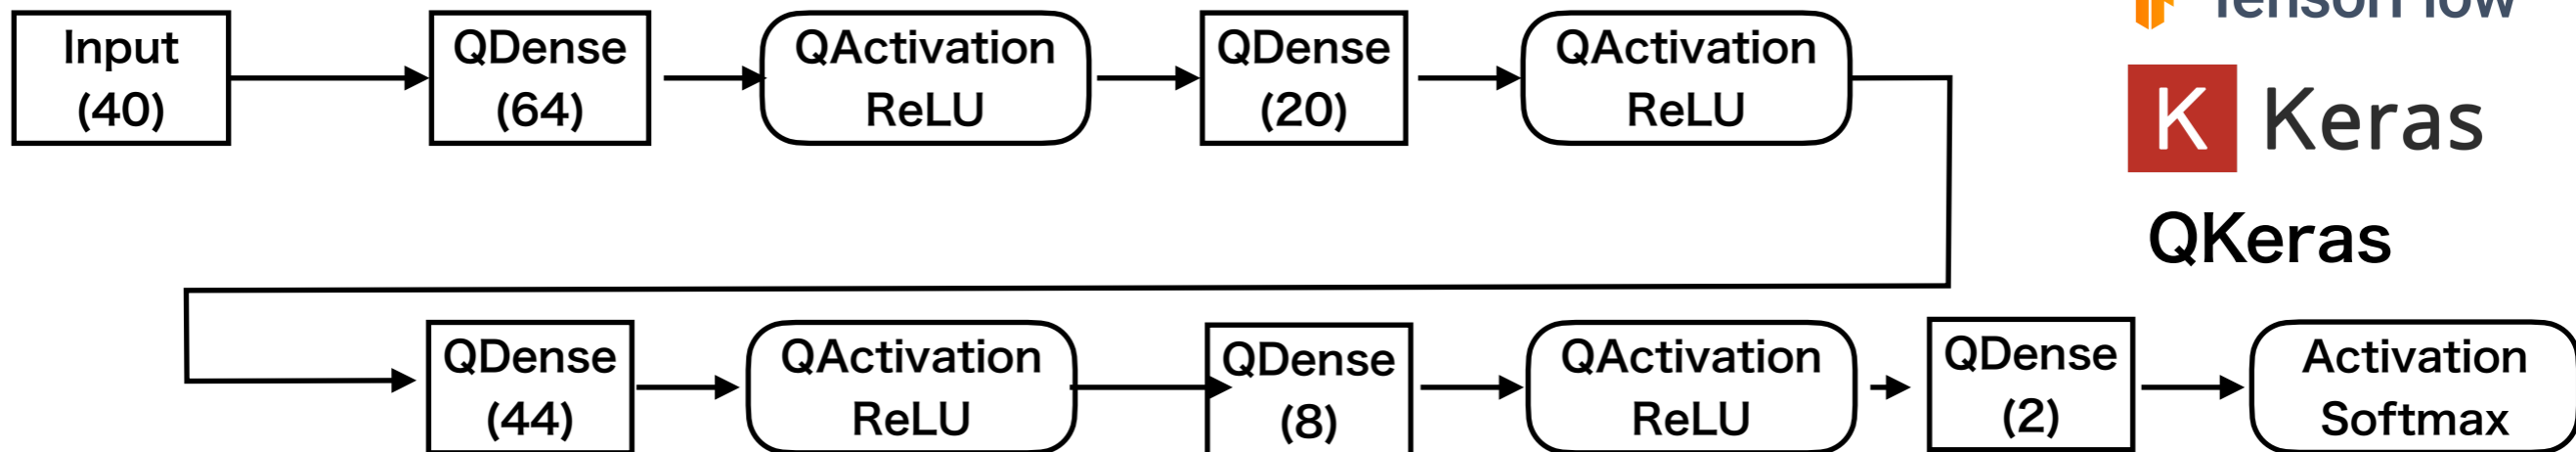 Input
(40)
QDense
(64)
QActivation
ReLU
QDense
(20)
QActivation
ReLU
TensorFlow
K Keras
QKeras
QDense
(44)
QActivation
ReLU
QDense
(8)
QActivation
ReLU
QDense
(2)
Activation
Softmax